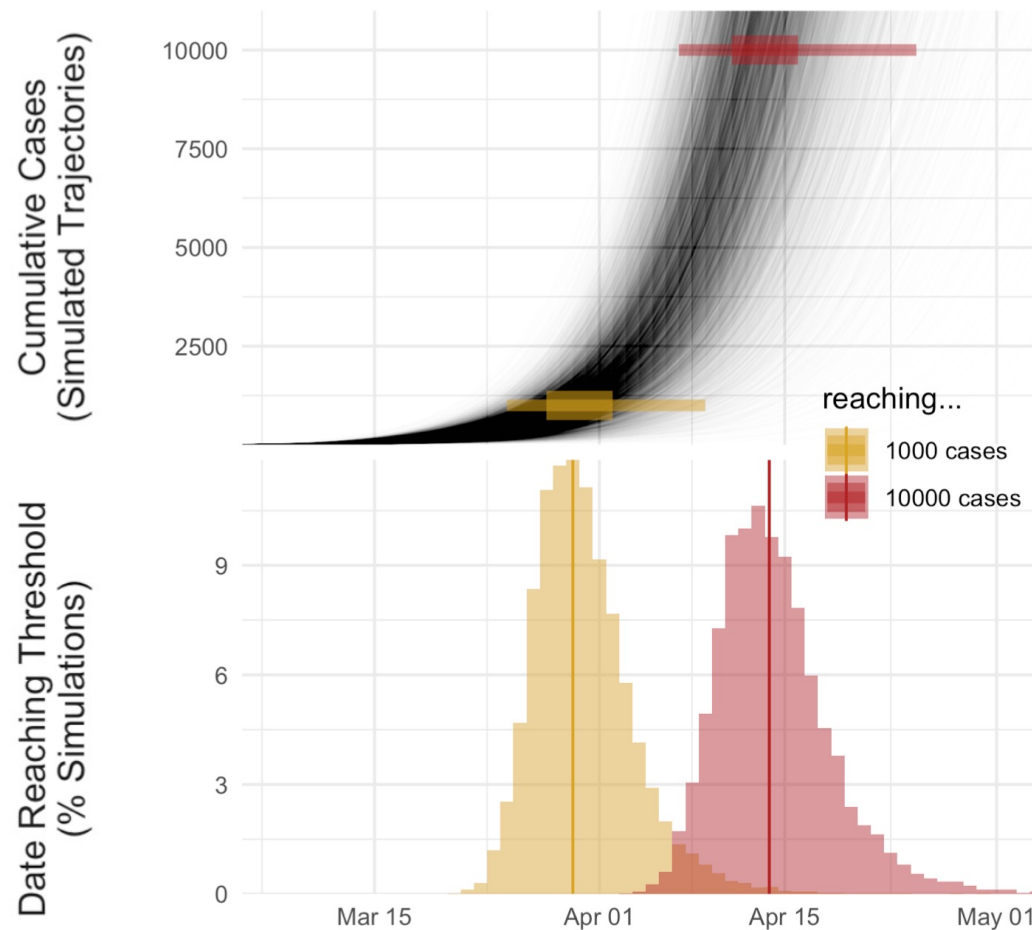 Cumulative Cases
(Simulated Trajectories)
10000
7500
5000
2500
reaching...
1000 cases
10000 cases
Date Reaching Threshold
(% Simulations)
9
6
3
0
Mar 15
Apr 01
Apr 15
May 01